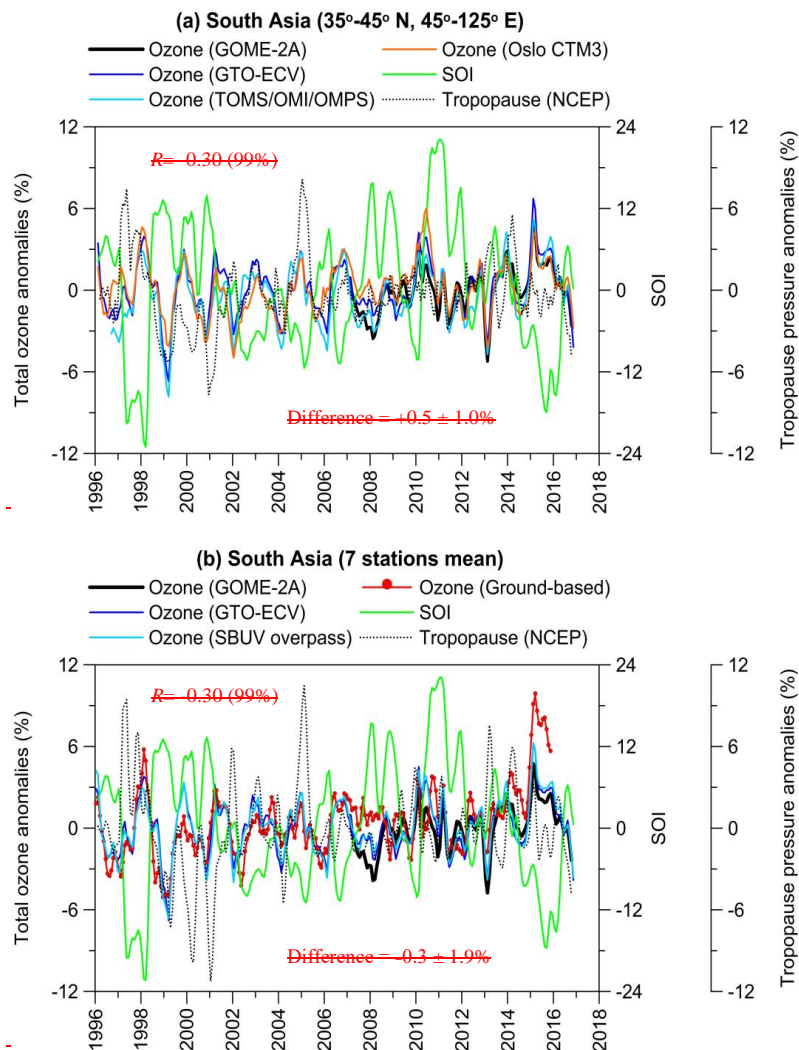 (a) South Asia (35º-45º N, 45º-125º E)
Ozone (GOME-2A) Ozone (Oslo CTM3)
Ozone (GTO-ECV) SOI
Ozone (TOMS/OMI/OMPS) Tropopause (NCEP)
12 24 12
R= -0.30 (99%)
6 12 6
0 0 0
-6 -12 -6
Difference = +0.5 ± 1.0%
-12 -24 -12
Total ozone anomalies (%)
SOI
Tropopause pressure anomalies (%)
1996 1998 2000 2002 2004 2006 2008 2010 2012 2014 2016 2018
(b) South Asia (7 stations mean)
Ozone (GOME-2A) Ozone (Ground-based)
Ozone (GTO-ECV) SOI
Ozone (SBUV overpass) Tropopause (NCEP)
12 24 12
R= -0.30 (99%)
6 12 6
0 0 0
-6 -12 -6
Difference = -0.3 ± 1.9%
-12 -24 -12
Total ozone anomalies (%)
SOI
Tropopause pressure anomalies (%)
1996 1998 2000 2002 2004 2006 2008 2010 2012 2014 2016 2018